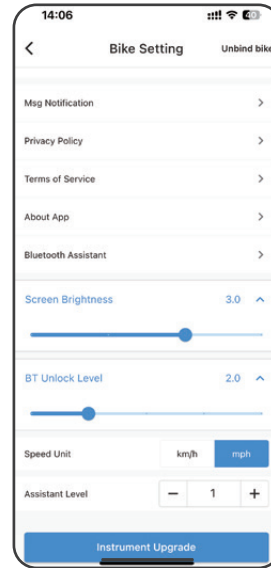 14:06
40
Bike Setting
Unbind bike
Msg Notification
Privacy Policy
Terms of Service
About App
Bluetooth Assistant
Screen Brightness 3.0
BT Unlock Level 2.0
Speed Unit km/h mph
Assistant Level − 1 +
Instrument Upgrade